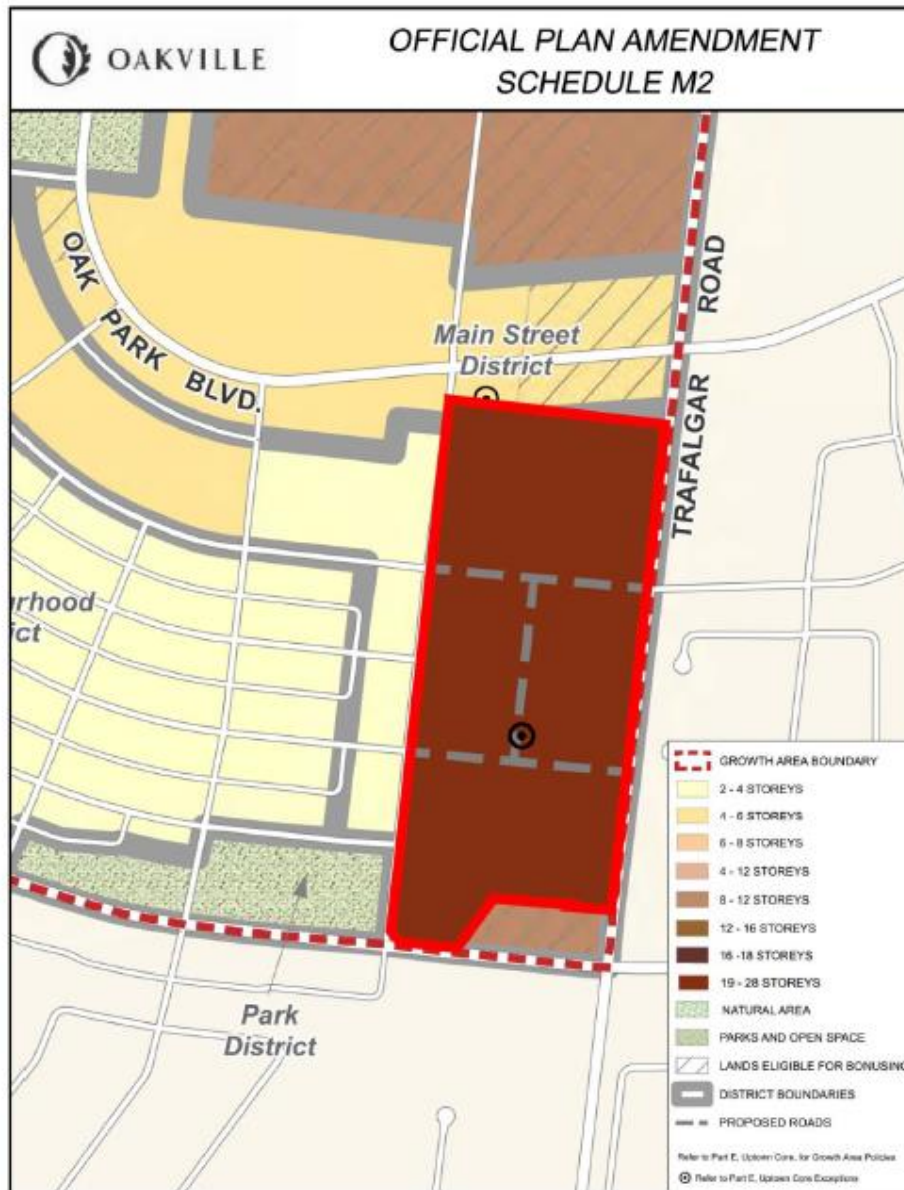 OAKVILLE
OFFICIAL PLAN AMENDMENT
SCHEDULE M2
OAK PARK BLVD.
Main Street
District
TRAFALGAR ROAD
urhood
ict
Park
District
GROWTH AREA BOUNDARY
2 - 4 STOREYS
4 - 6 STOREYS
6 - 8 STOREYS
4 - 12 STOREYS
8 - 12 STOREYS
12 - 16 STOREYS
16 -18 STOREYS
19 - 28 STOREYS
NATURAL AREA
PARKS AND OPEN SPACE
LANDS ELIGIBLE FOR BONUSING
DISTRICT BOUNDARIES
PROPOSED ROADS
Refer to Part E, Uptown Core, for Growth Area Policies
Refer to Part E, Uptown Core Exceptions